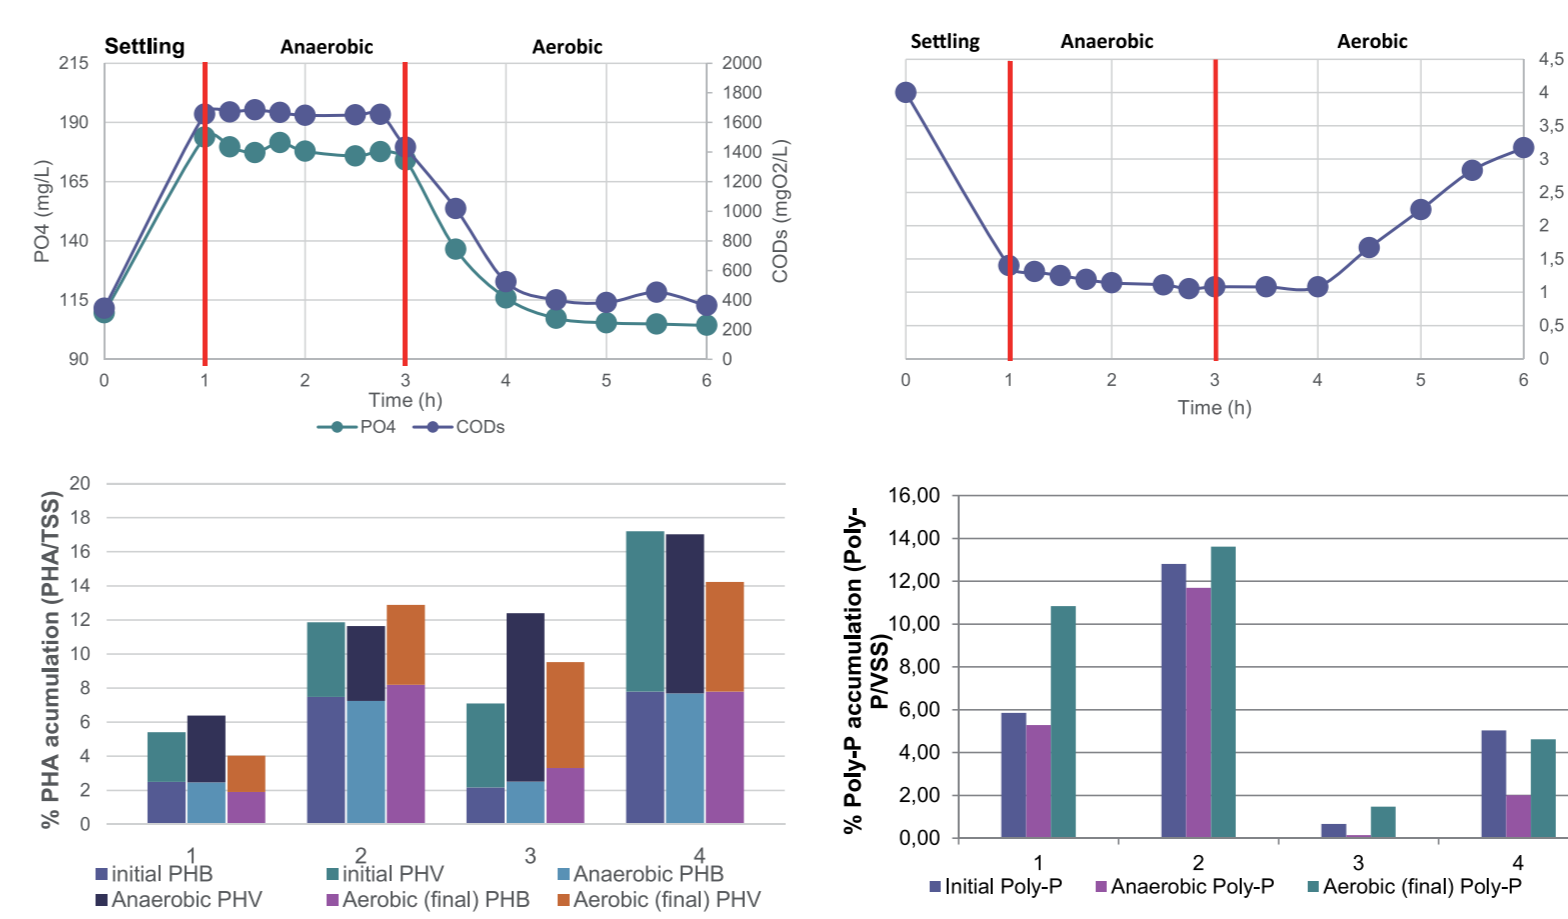 Settling Anaerobic Aerobic
215 2000
1800
190 1600
1400
165 1200
1000
140 800
600
115 400
200
90 0
PO4 (mg/L)
CODs (mgO2/L)
0 1 2 3 4 5 6
Time (h)
PO4 CODs
Settling Anaerobic Aerobic
4,5
4
3,5
3
2,5
2
1,5
1
0,5
0
0 1 2 3 4 5 6
Time (h)
% PHA acumulation (PHA/TSS)
20
18
16
14
12
10
8
6
4
2
0
1 2 3 4
initial PHB initial PHV Anaerobic PHB
Anaerobic PHV Aerobic (final) PHB Aerobic (final) PHV
% Poly-P accumulation (Poly-
P/VSS)
16,00
14,00
12,00
10,00
8,00
6,00
4,00
2,00
0,00
1 2 3 4
Initial Poly-P Anaerobic Poly-P Aerobic (final) Poly-P